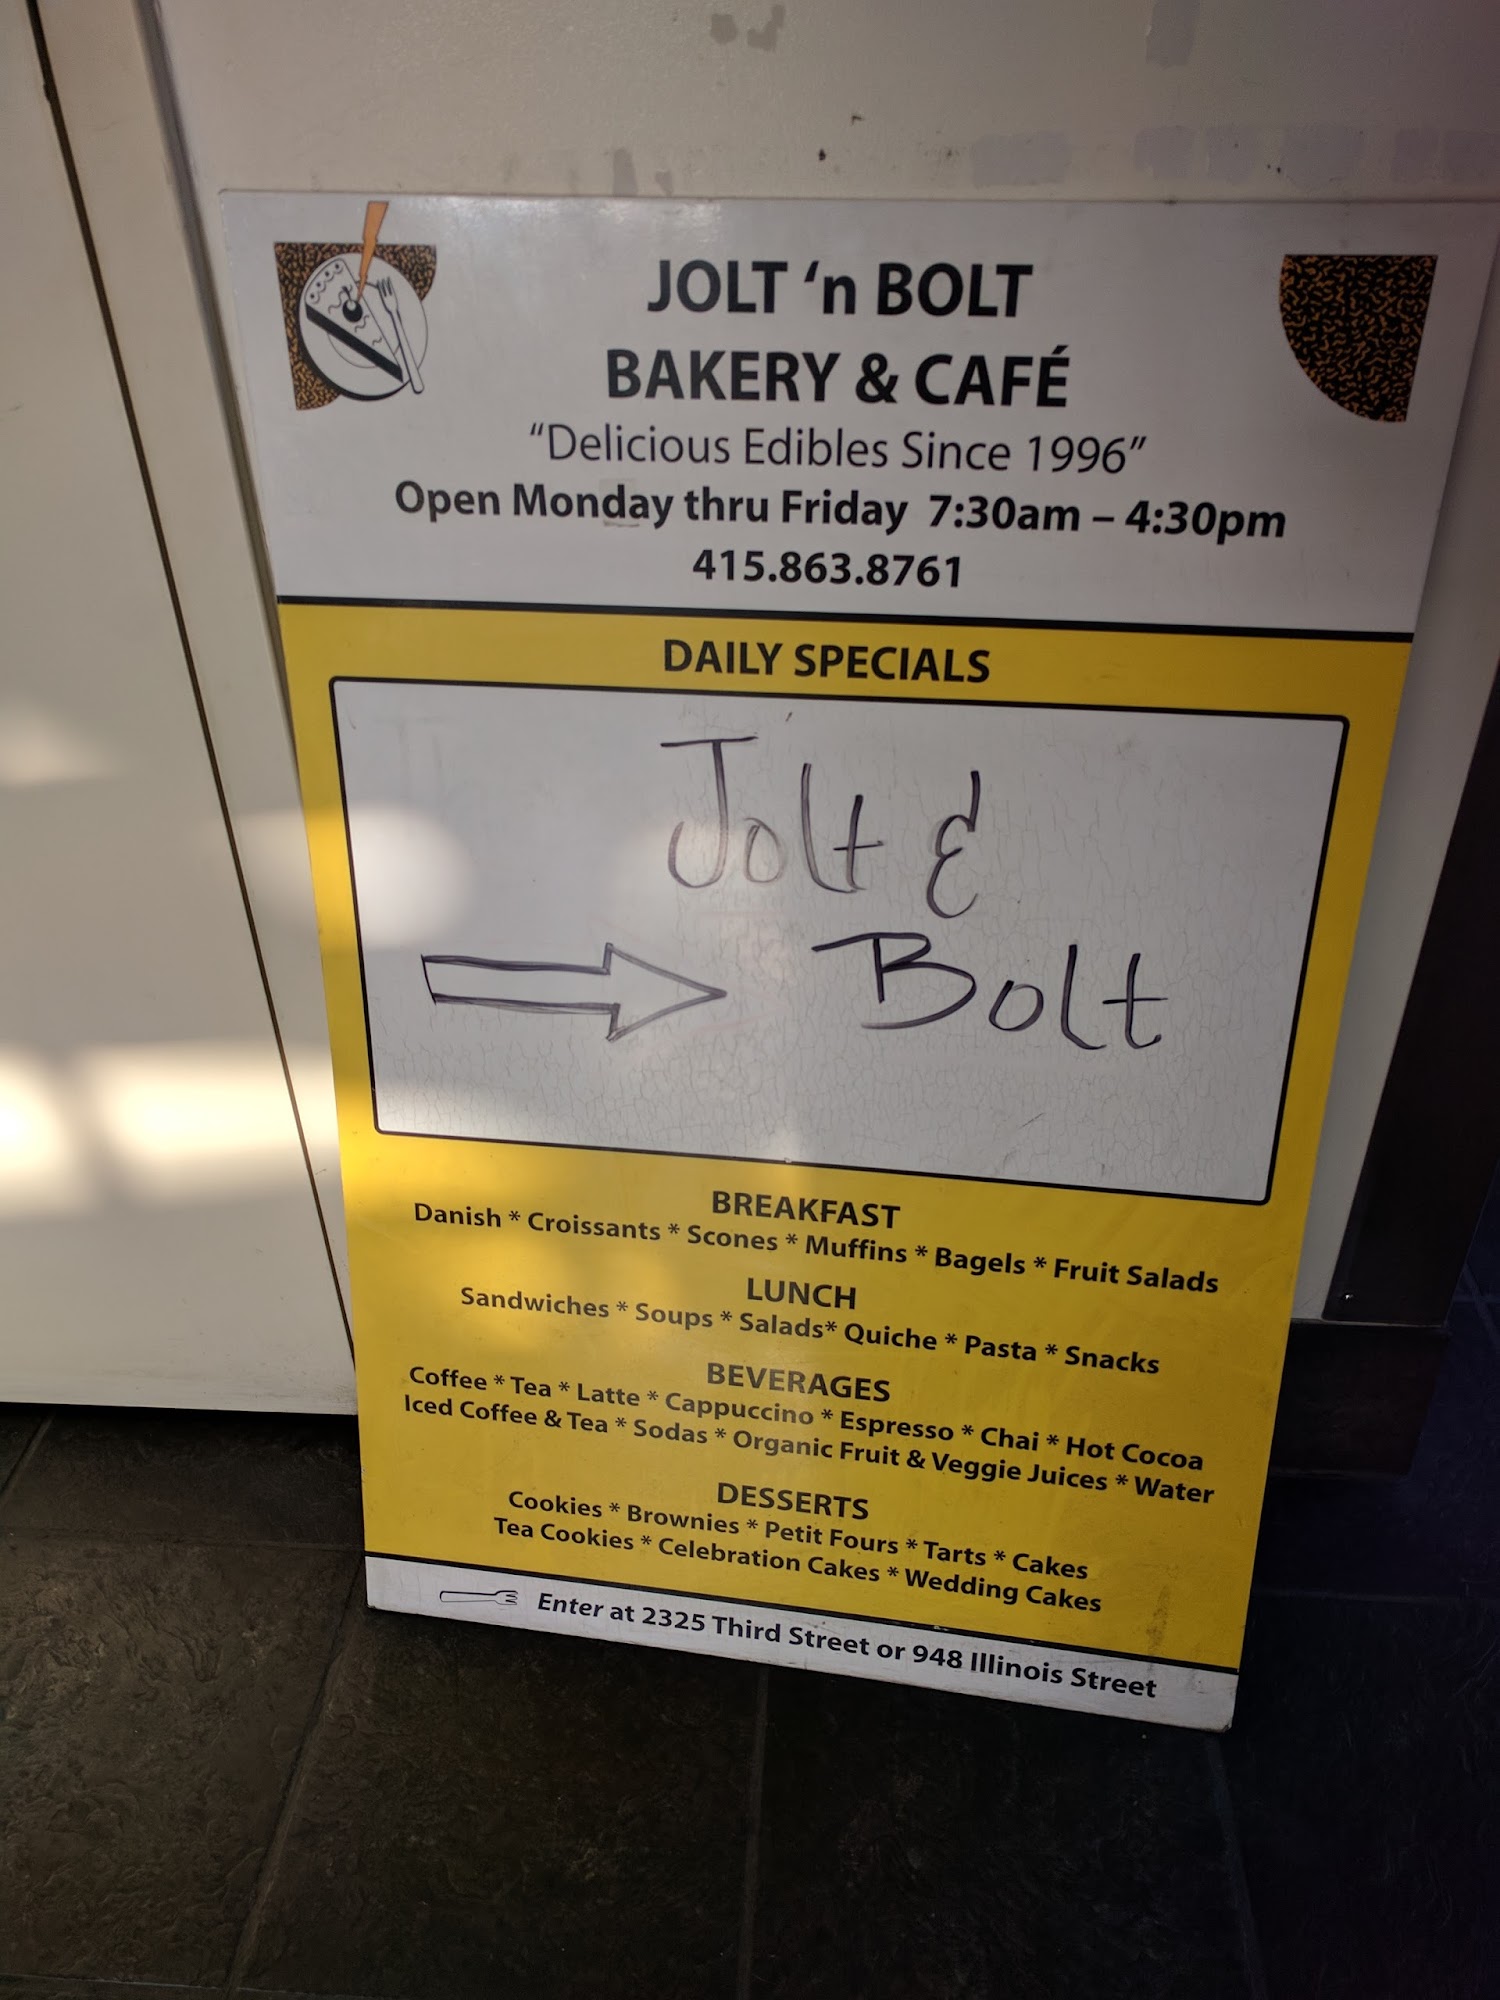 JOLT ‘n BOLT
BAKERY & CAFÉ
“Delicious Edibles Since 1996”
Open Monday thru Friday 7:30am – 4:30pm
415.863.8761
DAILY SPECIALS
Jolt &
Bolt
BREAKFAST
Danish * Croissants * Scones * Muffins * Bagels * Fruit Salads
LUNCH
Sandwiches * Soups * Salads* Quiche * Pasta * Snacks
BEVERAGES
Coffee * Tea * Latte * Cappuccino * Espresso * Chai * Hot Cocoa
Iced Coffee & Tea * Sodas * Organic Fruit & Veggie Juices * Water
DESSERTS
Cookies * Brownies * Petit Fours * Tarts * Cakes
Tea Cookies * Celebration Cakes * Wedding Cakes
Enter at 2325 Third Street or 948 Illinois Street